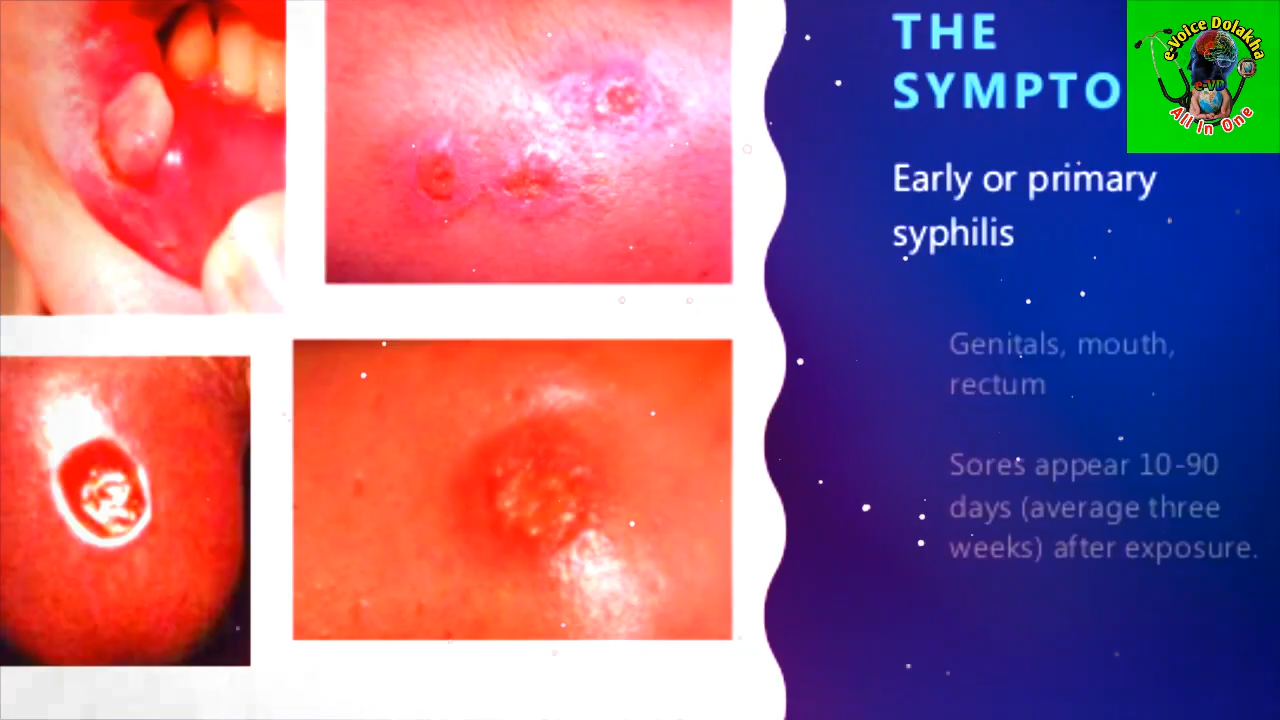 THE
SYMPTO
e-Voice Dolakha
e-VD
All In One
Early or primary
syphilis
Genitals, mouth,
rectum
Sores appear 10-90
days (average three
weeks) after exposure.